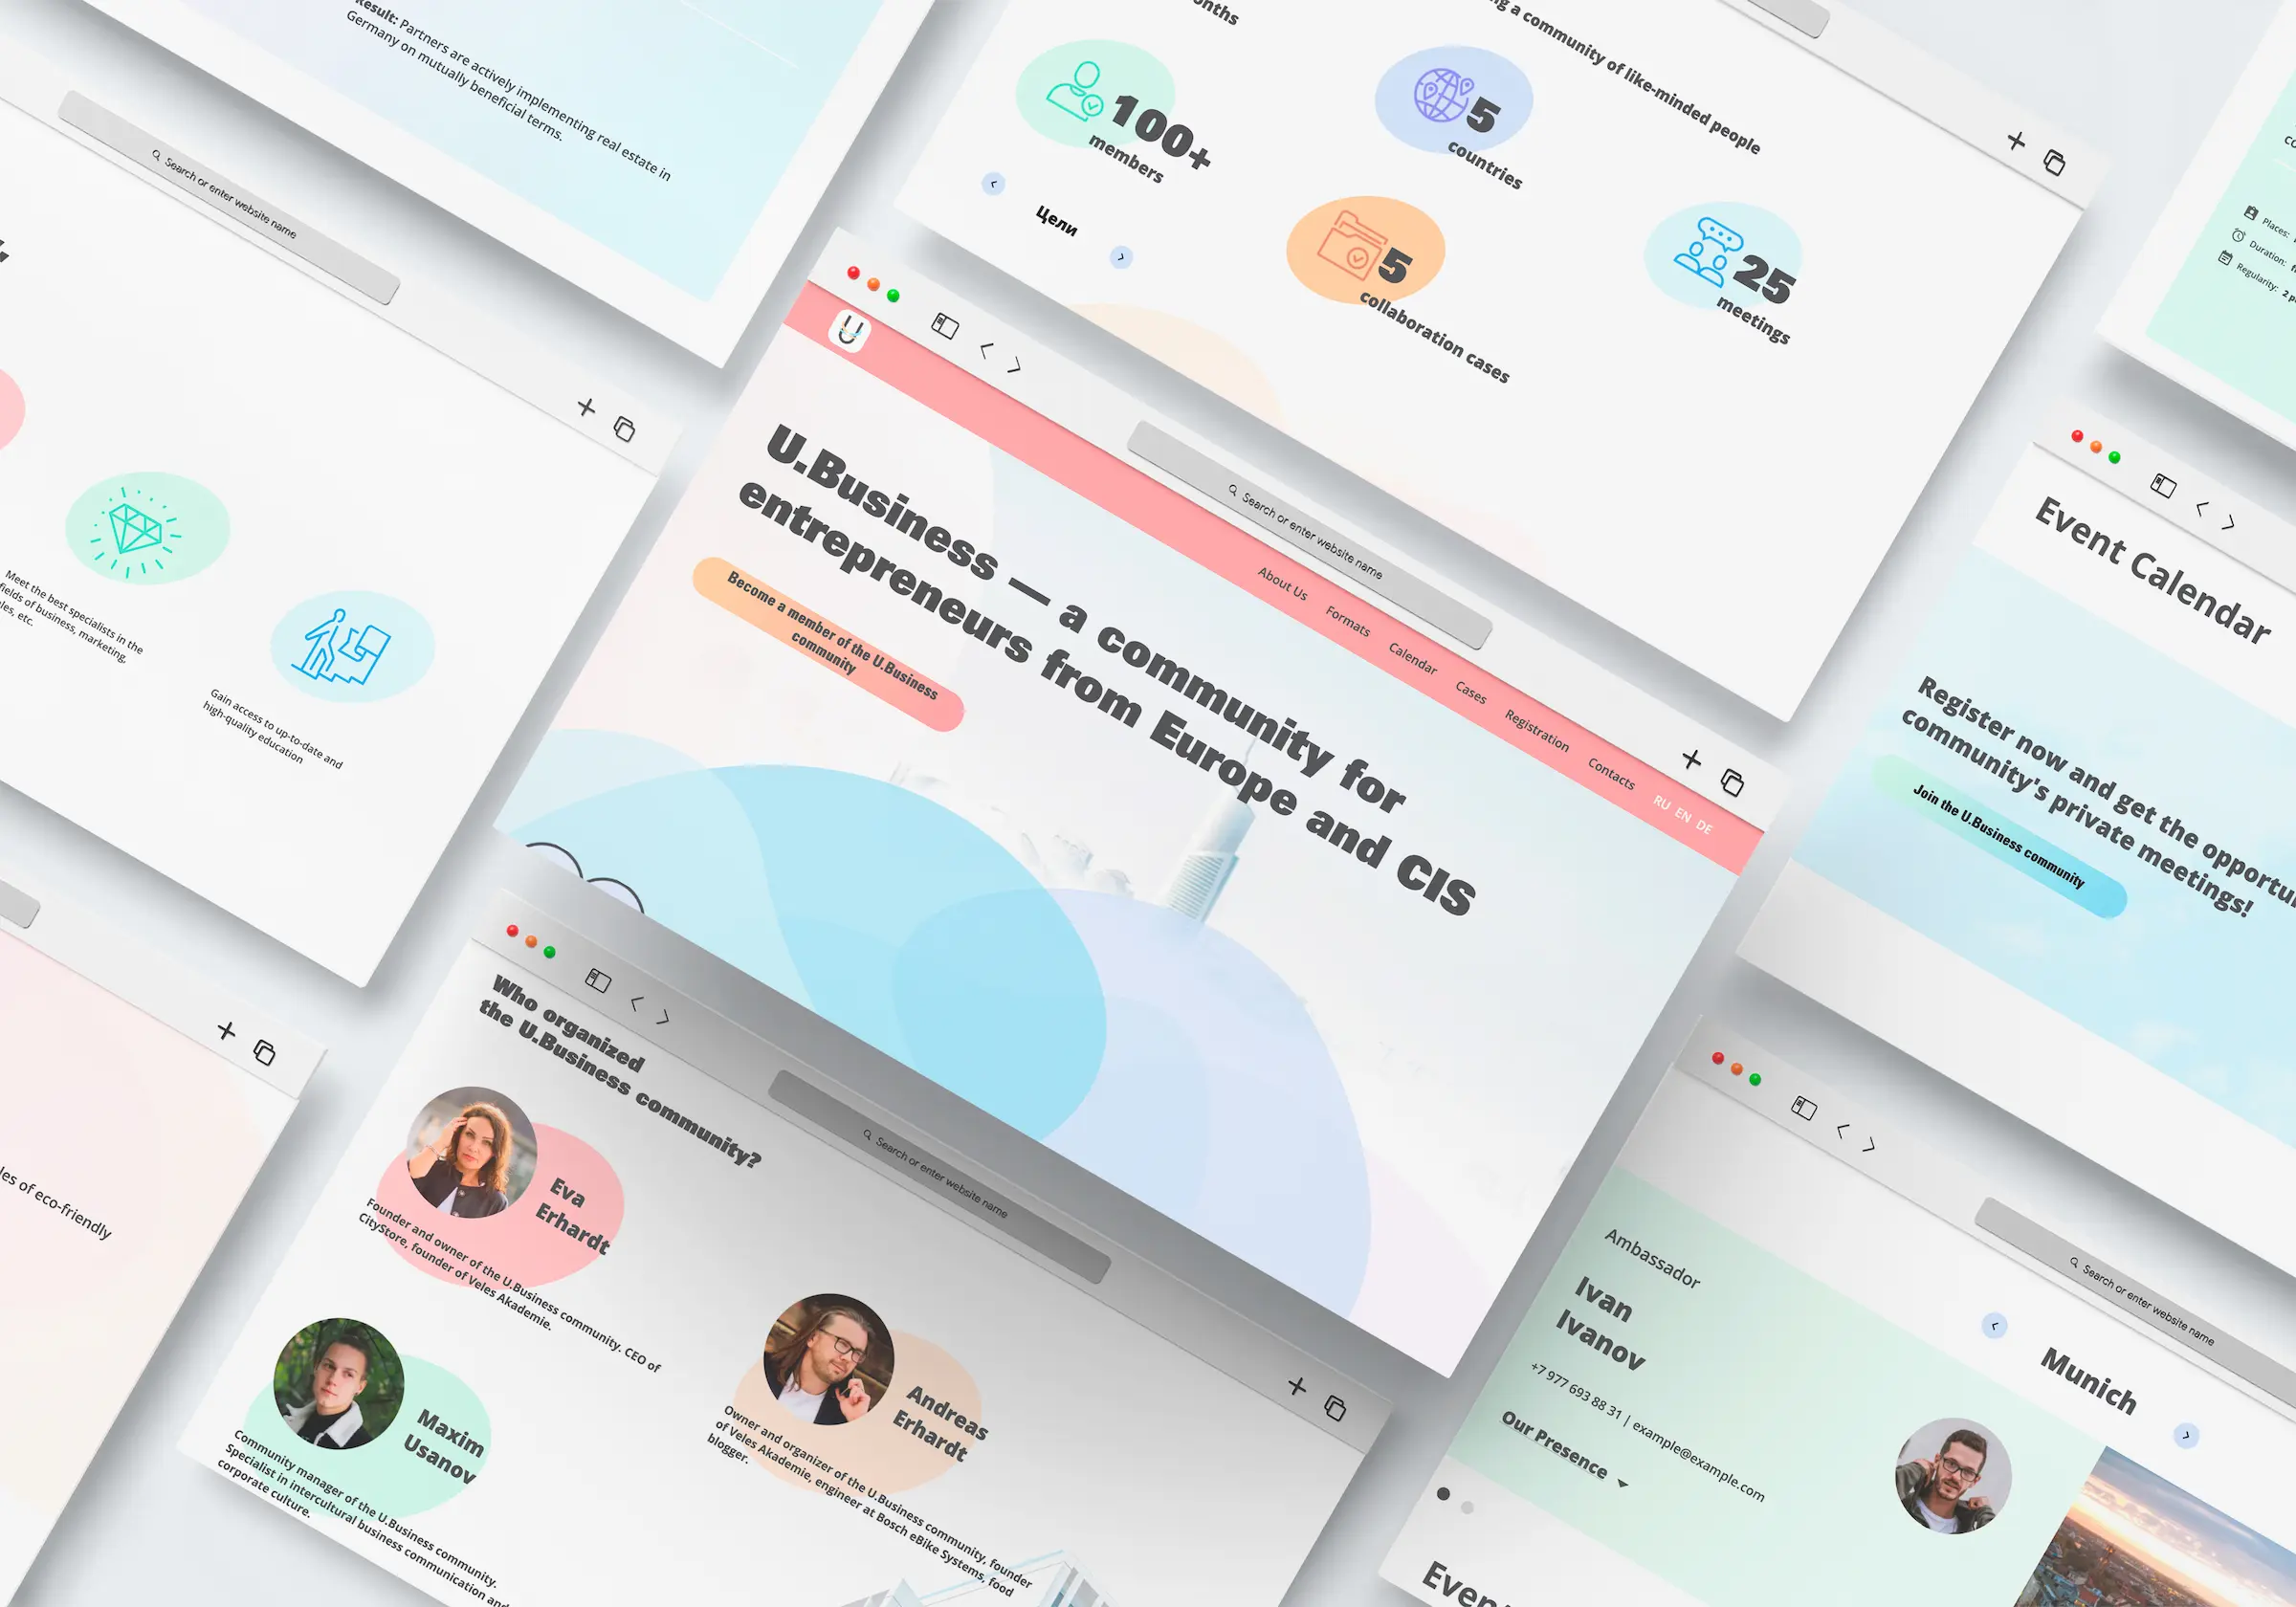 Result: Partners are actively implementing real estate in
Germany on mutually beneficial terms.
Search or enter website name
Meet the best specialists in the
fields of business, marketing,
etc.
Gain access to up-to-date and
high-quality education
a community of like-minded people
100+
members
5
countries
Цели
5
collaboration cases
25
meetings
Places:
Duration:
Regularity: 2
Search or enter website name
About Us
Formats
Calendar
Cases
Registration
Contacts
RU EN DE
U.Business — a community for
entrepreneurs from Europe and CIS
Become a member of the U.Business
community
Event Calendar
Register now and get the
community's private meetings!
Join the U.Business community
of eco-friendly
Search or enter website name
Who organized
the U.Business community?
Eva
Erhardt
Founder and owner of the U.Business community. CEO of
CityStore, founder of Veles Akademie.
Maxim
Usanov
Community manager of the U.Business community.
Specialist in intercultural business communication and
corporate culture.
Andreas
Erhardt
Owner and organizer of the U.Business community, founder
of Veles Akademie, engineer at Bosch eBike Systems, food
blogger.
Search or enter website name
Munich
Ambassador
Ivan
Ivanov
+7 977 693 88 31 | example@example.com
Our Presence